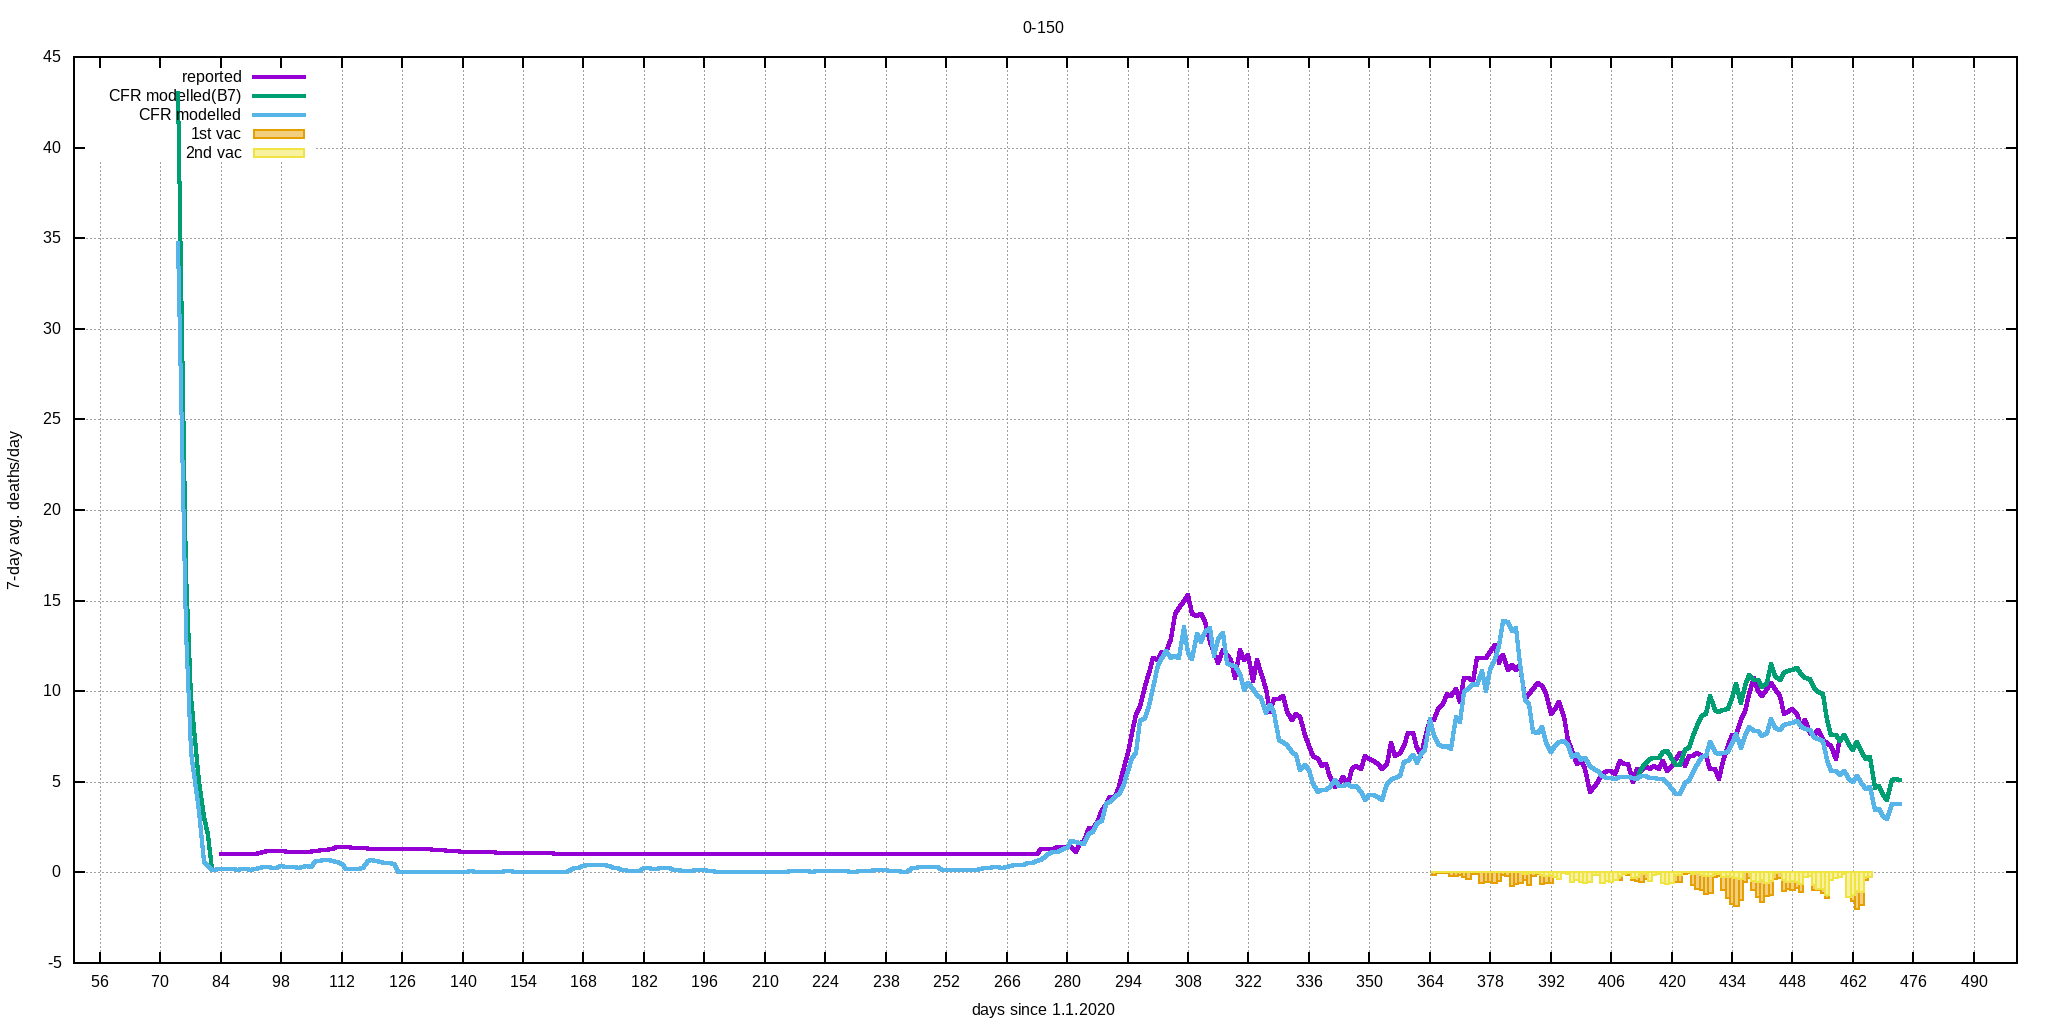 0-150
45
40
35
30
25
20
15
10
5
0
-5
7-day avg. deaths/day
reported
CFR modelled(B7)
CFR modelled
1st vac
2nd vac
56 70 84 98 112 126 140 154 168 182 196 210 224 238 252 266 280 294 308 322 336 350 364 378 392 406 420 434 448 462 476 490
days since 1.1.2020